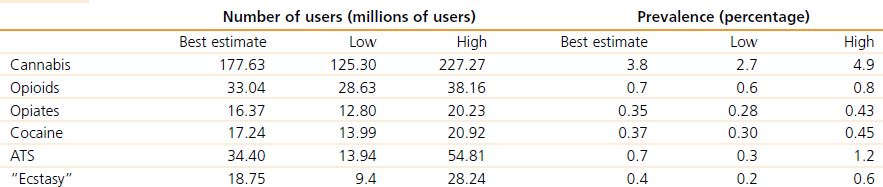 Number of users (millions of users) Prevalence (percentage)
Best estimate Low High Best estimate Low High
Cannabis 177.63 125.30 227.27 3.8 2.7 4.9
Opioids 33.04 28.63 38.16 0.7 0.6 0.8
Opiates 16.37 12.80 20.23 0.35 0.28 0.43
Cocaine 17.24 13.99 20.92 0.37 0.30 0.45
ATS 34.40 13.94 54.81 0.7 0.3 1.2
"Ecstasy" 18.75 9.4 28.24 0.4 0.2 0.6